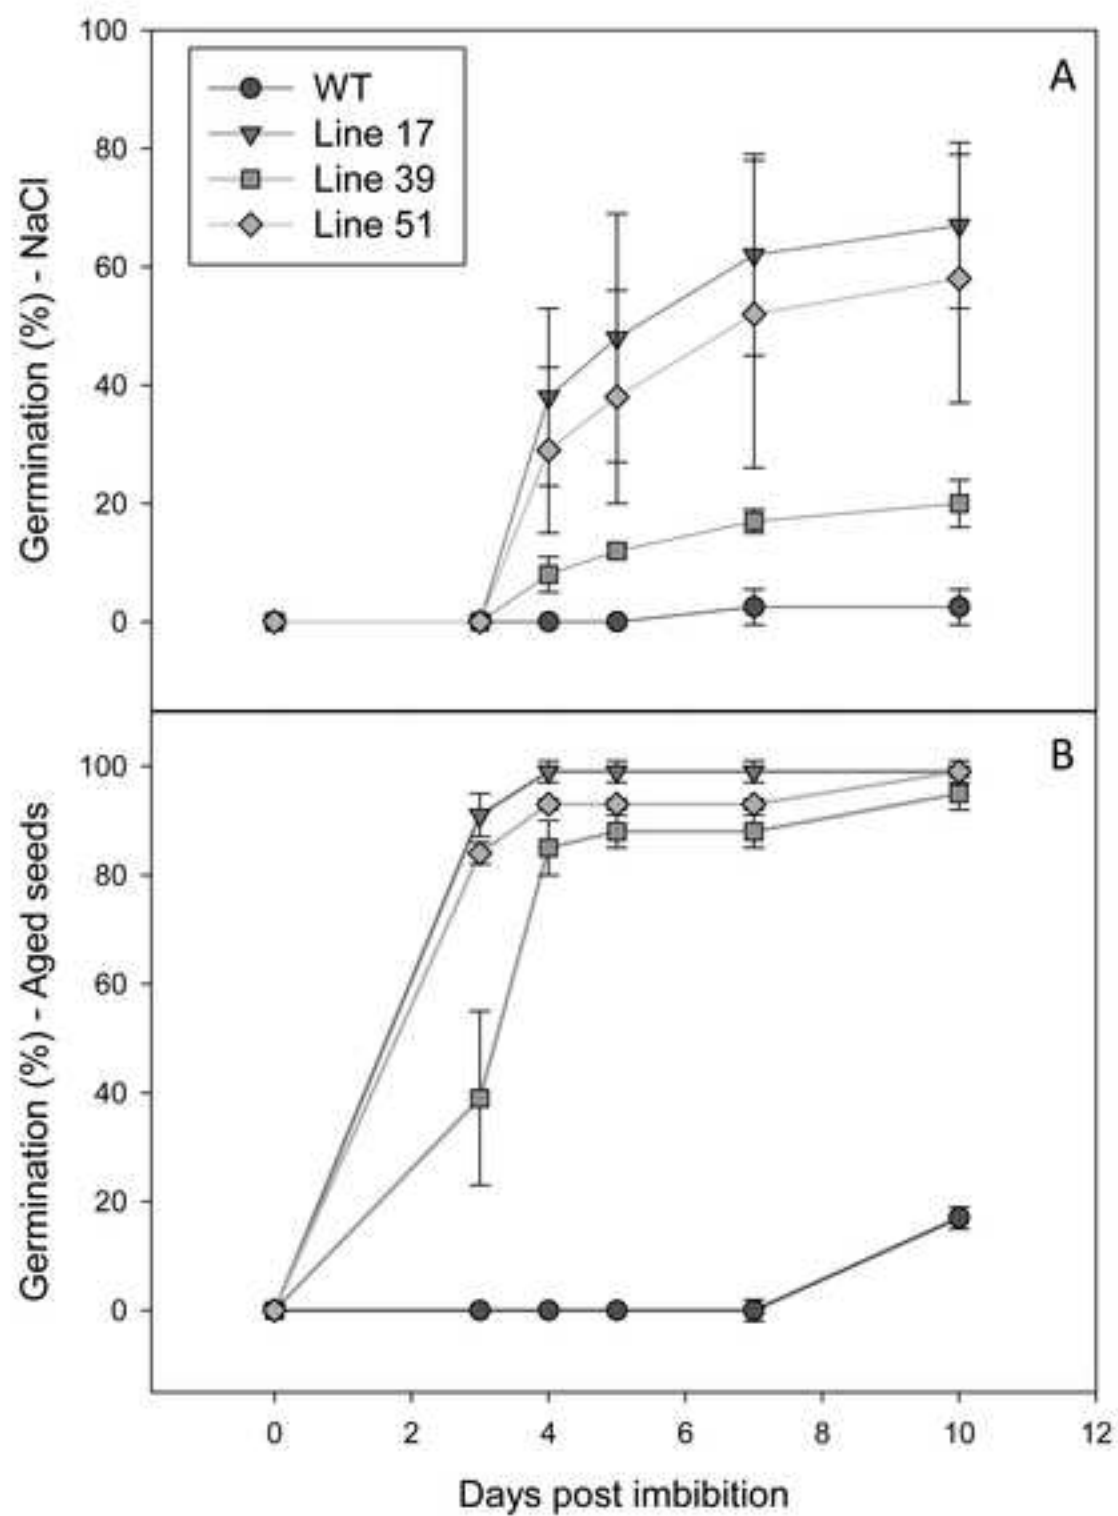 100
80
60
40
20
0
Germination (%) - NaCl
WT
Line 17
Line 39
Line 51
A
100
80
60
40
20
0
Germination (%) - Aged seeds
B
0 2 4 6 8 10 12
Days post imbibition